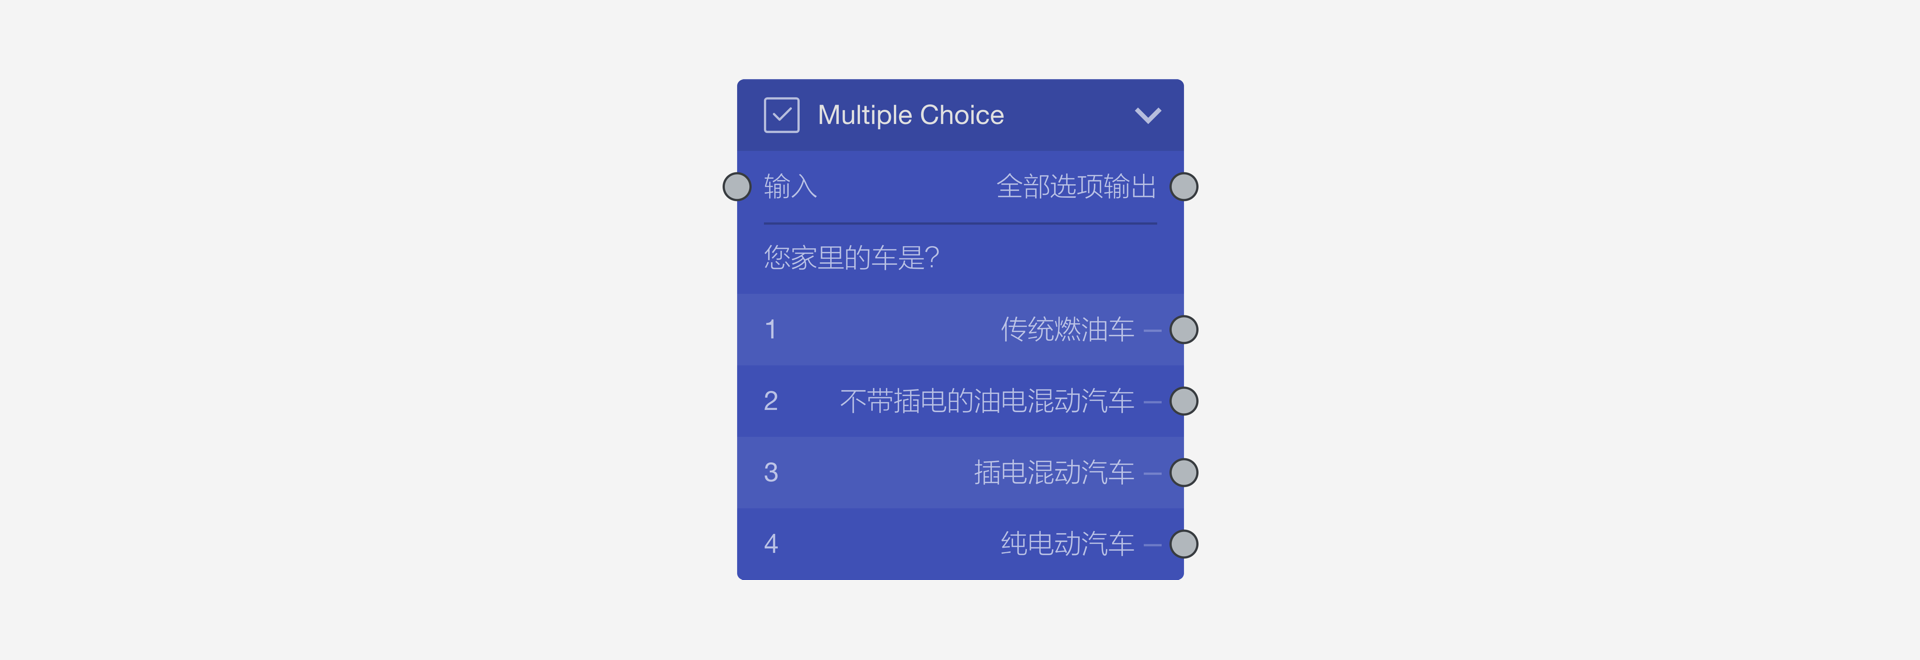 Multiple Choice
输入 全部选项输出
您家里的车是?
1 传统燃油车
2 不带插电的油电混动汽车
3 插电混动汽车
4 纯电动汽车